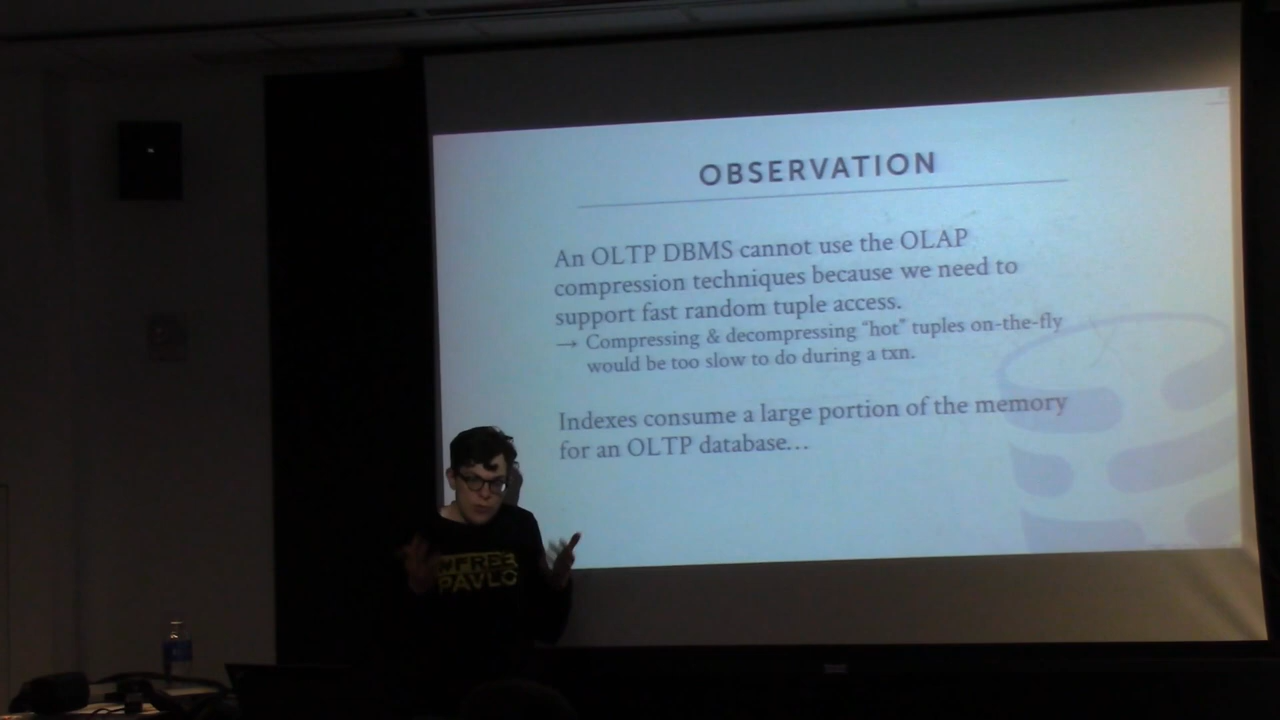 OBSERVATION
An OLTP DBMS cannot use the OLAP
compression techniques because we need to
support fast random tuple access.
→ Compressing & decompressing “hot” tuples on-the-fly
would be too slow to do during a txn.
Indexes consume a large portion of the memory
for an OLTP database…
#FREE
PAVLO